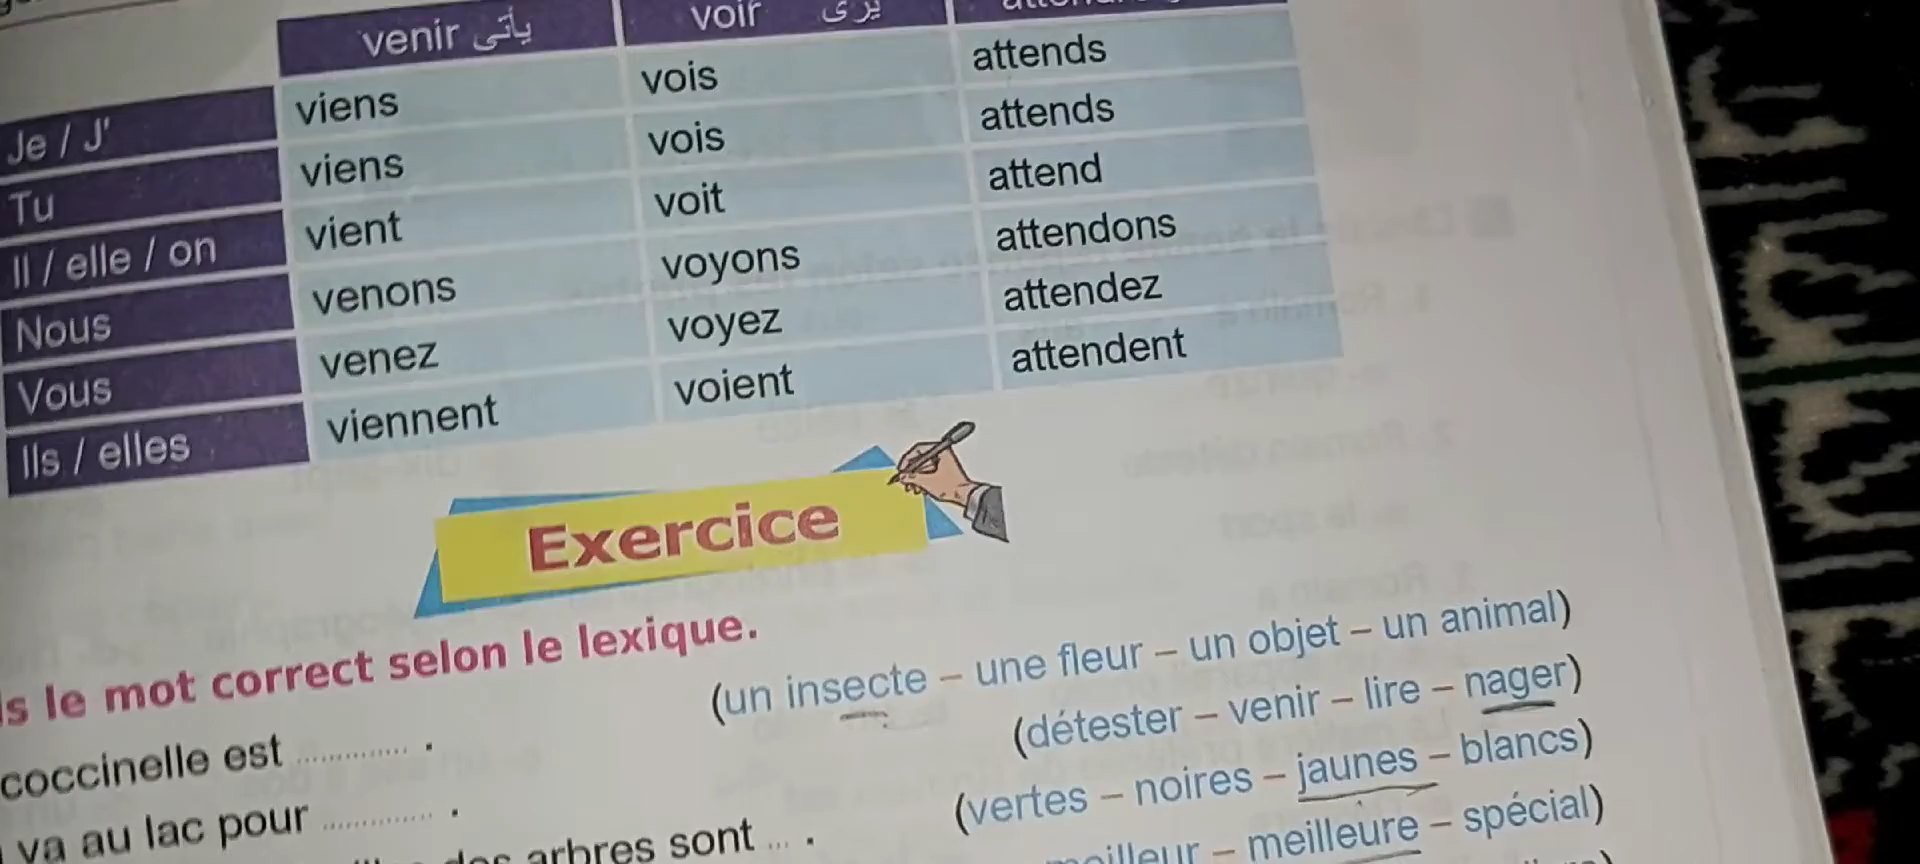 venir يأتى voir يرى
Je / J' viens vois attends
Tu viens vois attends
Il / elle / on vient voit attend
Nous venons voyons attendons
Vous venez voyez attendez
Ils / elles viennent voient attendent
Exercice
le mot correct selon le lexique.
coccinelle est ............ . (un insecte – une fleur – un objet – un animal)
va au lac pour .............. . (détester – venir – lire – nager)
arbres sont ... . (vertes – noires – jaunes – blancs)
– meilleure – spécial)